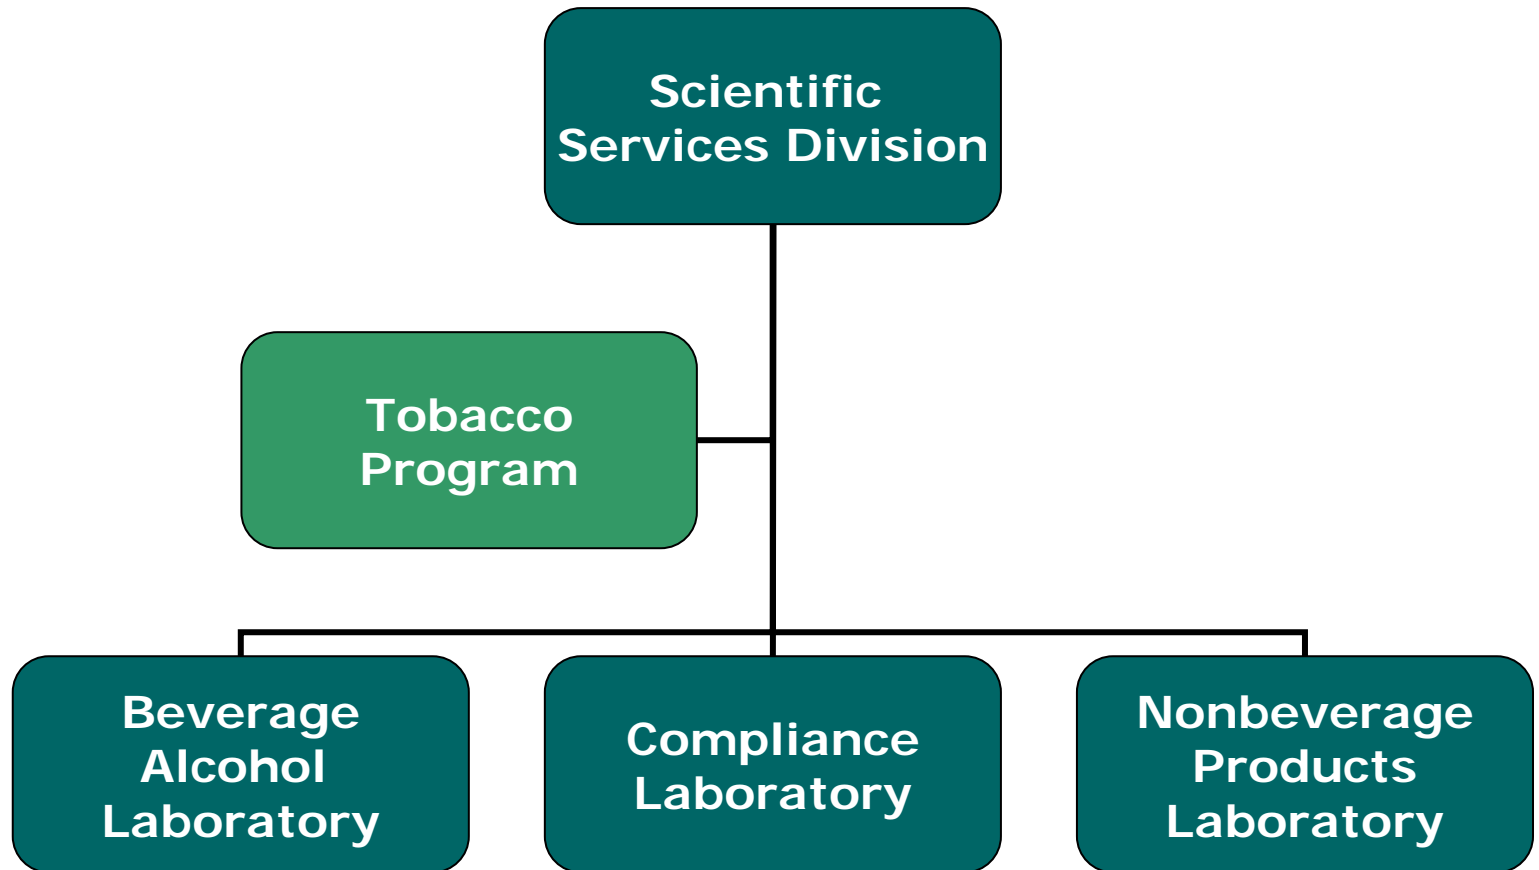 Scientific
Services Division
Tobacco
Program
Beverage
Alcohol
Laboratory
Compliance
Laboratory
Nonbeverage
Products
Laboratory